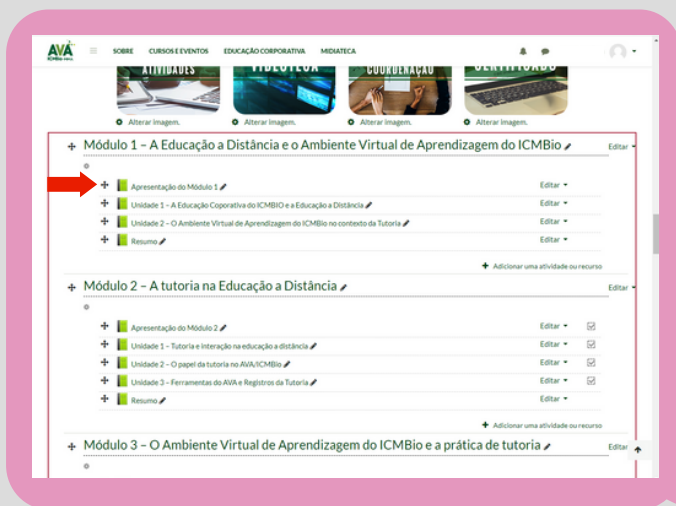 AVA
SOBRE CURSOS E EVENTOS EDUCAÇÃO CORPORATIVA MIDIATECA
ATIVIDADES VIDEOTECA COORDENAÇÃO CERTIFICADO
Alterar imagem. Alterar imagem. Alterar imagem. Alterar imagem.
Módulo 1 – A Educação a Distância e o Ambiente Virtual de Aprendizagem do ICMBio Editar
Apresentação do Módulo 1 Editar
Unidade 1 – A Educação Coporativa do ICMBIO e a Educação a Distância Editar
Unidade 2 – O Ambiente Virtual de Aprendizagem do ICMBio no contexto da Tutoria Editar
Resumo Editar
Adicionar uma atividade ou recurso
Módulo 2 – A tutoria na Educação a Distância Editar
Apresentação do Módulo 2 Editar
Unidade 1 – Tutoria e interação na educação a distância Editar
Unidade 2 – O papel da tutoria no AVA/ICMBio Editar
Unidade 3 – Ferramentas do AVA e Registros da Tutoria Editar
Resumo Editar
Adicionar uma atividade ou recurso
Módulo 3 – O Ambiente Virtual de Aprendizagem do ICMBio e a prática de tutoria Editar